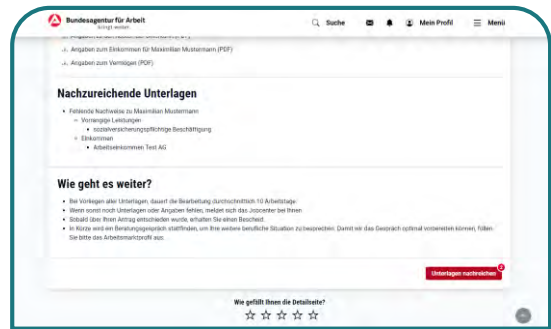 Bundesagentur für Arbeit
bringt weiter.
Suche
Mein Profil
Menü
Angaben zum Einkommen für Maximilian Mustermann (PDF)
Angaben zum Vermögen (PDF)
Nachzureichende Unterlagen
Fehlende Nachweise zu Maximilian Mustermann
Vorrangige Leistungen
sozialversicherungspflichtige Beschäftigung
Einkommen
Arbeitseinkommen Test AG
Wie geht es weiter?
Bei Vorliegen aller Unterlagen, dauert die Bearbeitung durchschnittlich 10 Arbeitstage.
Wenn sonst noch Unterlagen oder Angaben fehlen, meldet sich das Jobcenter bei Ihnen
Sobald über Ihren Antrag entschieden wurde, erhalten Sie einen Bescheid.
In Kürze wird ein Beratungsgespräch stattfinden, um Ihre weitere berufliche Situation zu besprechen. Damit wir das Gespräch optimal vorbereiten können, füllen
Sie bitte das Arbeitsmarktprofil aus.
Unterlagen nachreichen
2
Wie gefällt Ihnen die Detailseite?